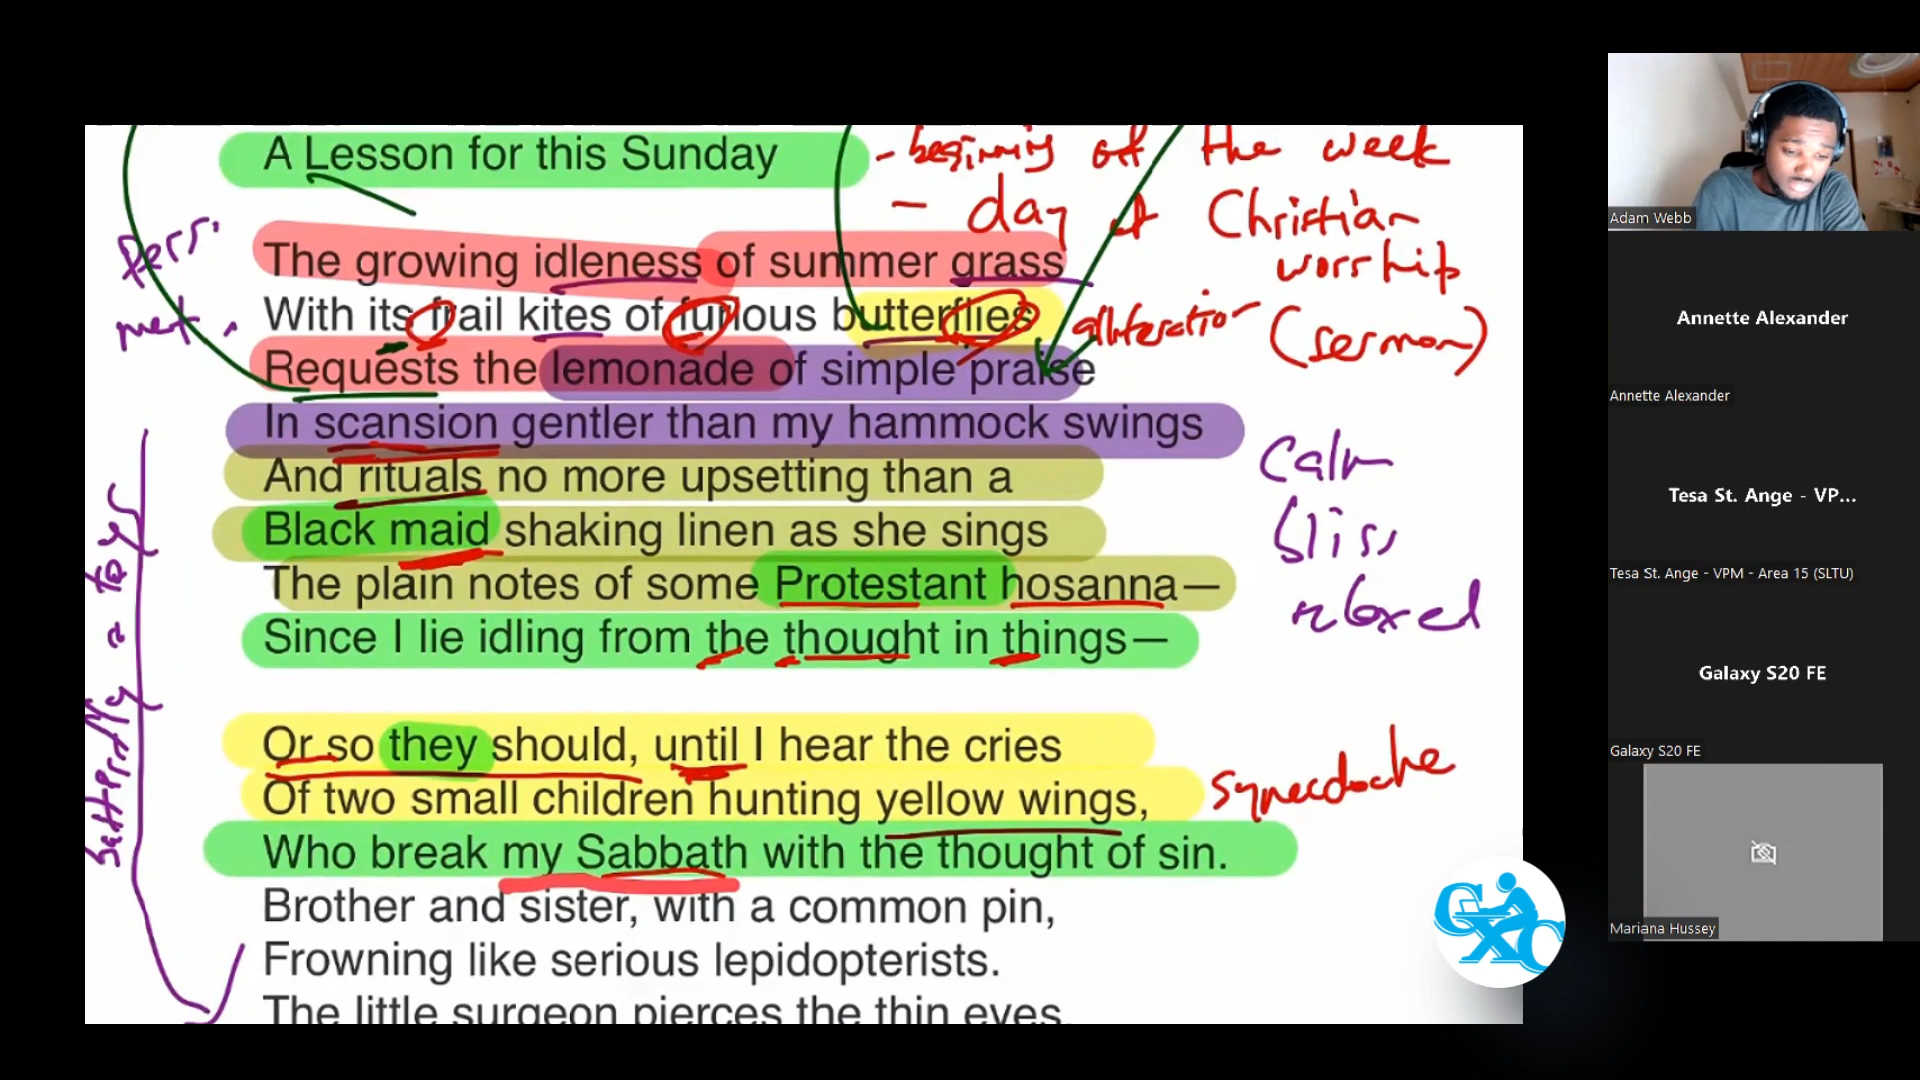 A Lesson for this Sunday
- beginning of the week
- day of Christian
worship
(sermon)
pers.
met.
The growing idleness of summer grass
With its frail kites of furious butterflies
alliteration
Requests the lemonade of simple praise
In scansion gentler than my hammock swings
And rituals no more upsetting than a
Black maid shaking linen as she sings
The plain notes of some Protestant hosanna—
Since I lie idling from the thought in things—
calm
bliss
relaxed
butterfly a toys
Or so they should, until I hear the cries
Of two small children hunting yellow wings,
synecdoche
Who break my Sabbath with the thought of sin.
Brother and sister, with a common pin,
Frowning like serious lepidopterists.
The little surgeon pierces the thin eyes.
CXC
Adam Webb
Annette Alexander
Annette Alexander
Tesa St. Ange - VP...
Tesa St. Ange - VPM - Area 15 (SLTU)
Galaxy S20 FE
Galaxy S20 FE
Mariana Hussey